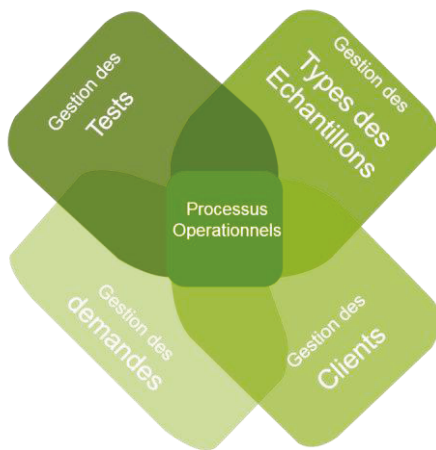 Gestion des
Tests
Gestion des
Types des
Echantillons
Processus
Operationnels
Gestion des
demandes
Gestion des
Clients